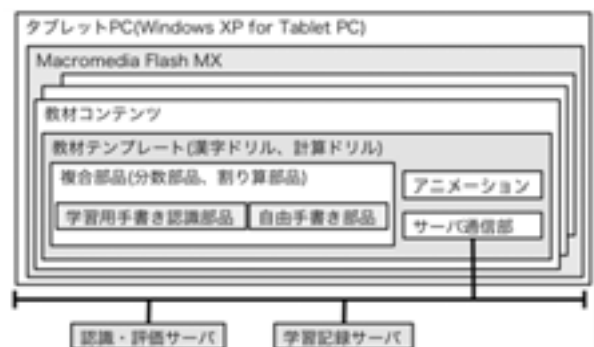 タブレットPC(Windows XP for Tablet PC)
Macromedia Flash MX
教材コンテンツ
教材テンプレート(漢字ドリル、計算ドリル)
複合部品(分数部品、割り算部品)
アニメーション
学習用手書き認識部品
自由手書き部品
サーバ通信部
認識・評価サーバ
学習記録サーバ